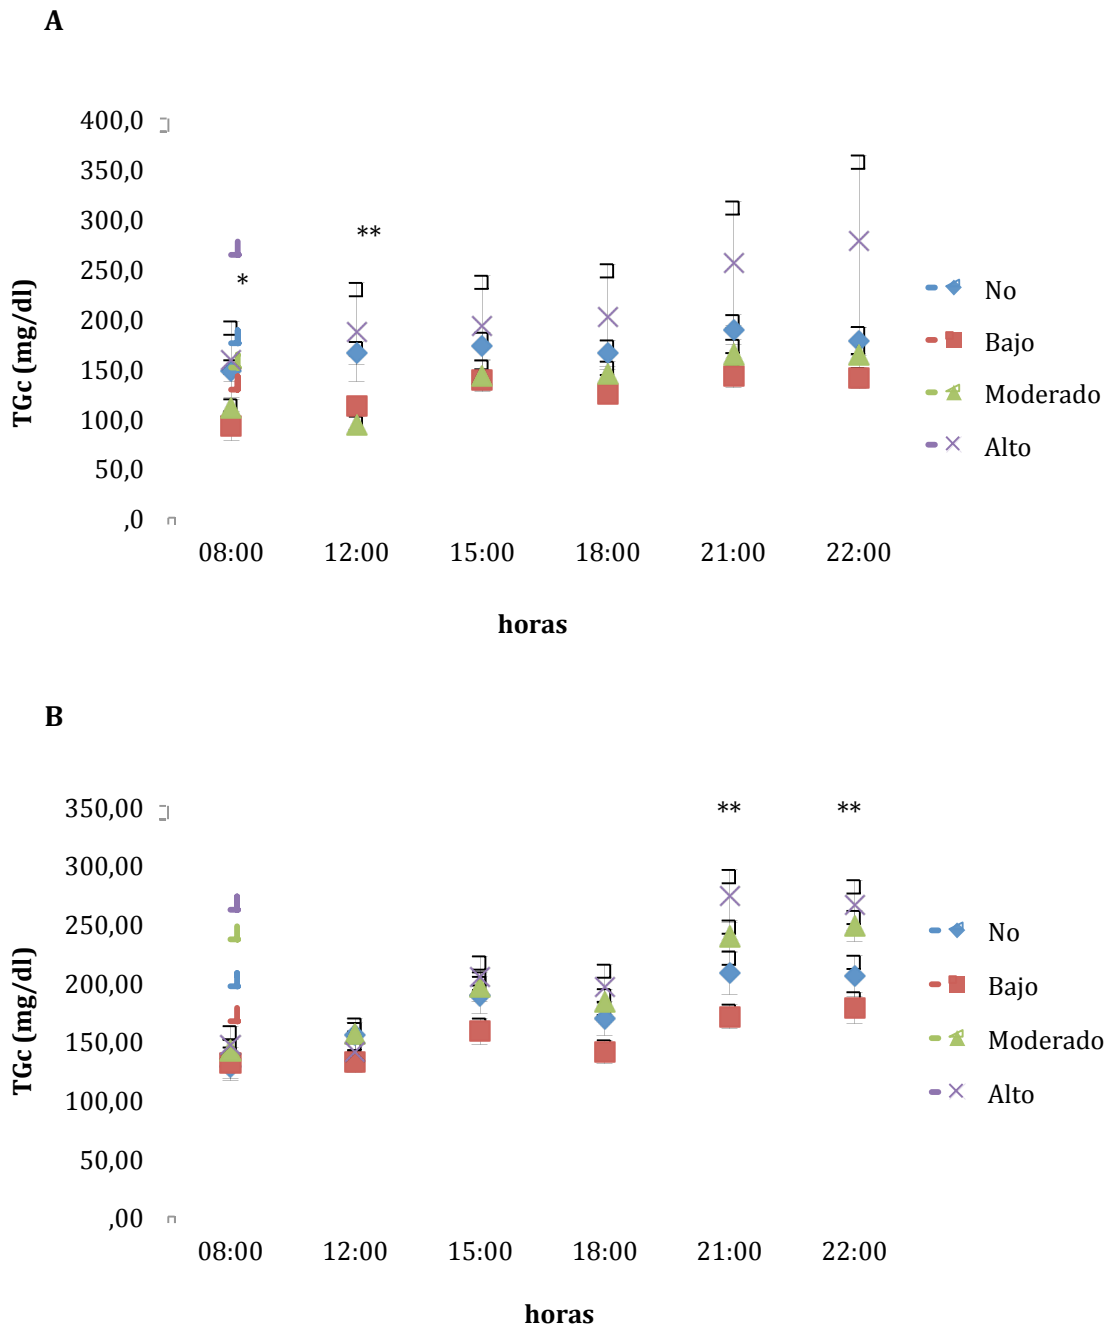 A
400,0
350,0
300,0
250,0
200,0
150,0
100,0
50,0
,0
TGc (mg/dl)
*
**
No
Bajo
Moderado
Alto
08:00 12:00 15:00 18:00 21:00 22:00
horas
B
350,00
300,00
250,00
200,00
150,00
100,00
50,00
,00
TGc (mg/dl)
** **
No
Bajo
Moderado
Alto
08:00 12:00 15:00 18:00 21:00 22:00
horas